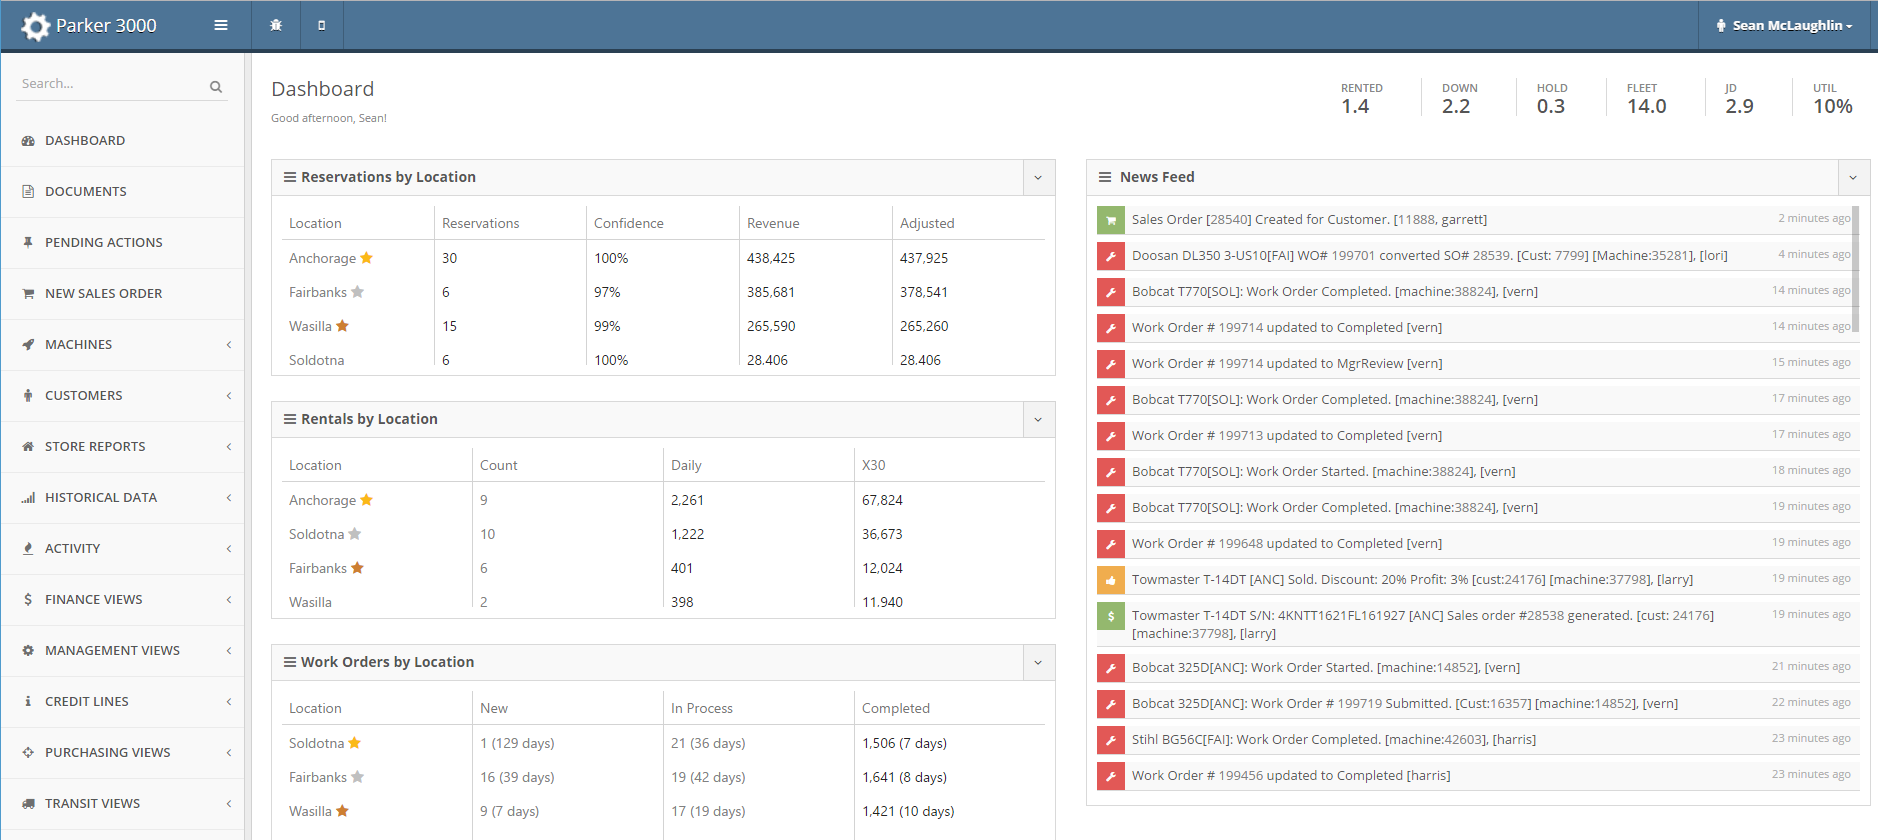 Parker 3000
Sean McLaughlin
Search...
DASHBOARD
DOCUMENTS
PENDING ACTIONS
NEW SALES ORDER
MACHINES
CUSTOMERS
STORE REPORTS
HISTORICAL DATA
ACTIVITY
FINANCE VIEWS
MANAGEMENT VIEWS
CREDIT LINES
PURCHASING VIEWS
TRANSIT VIEWS
Dashboard
Good afternoon, Sean!
RENTED DOWN HOLD FLEET JD UTIL
1.4 2.2 0.3 14.0 2.9 10%
Reservations by Location
Location Reservations Confidence Revenue Adjusted
Anchorage 30 100% 438,425 437,925
Fairbanks 6 97% 385,681 378,541
Wasilla 15 99% 265,590 265,260
Soldotna 6 100% 28.406 28.406
Rentals by Location
Location Count Daily X30
Anchorage 9 2,261 67,824
Soldotna 10 1,222 36,673
Fairbanks 6 401 12,024
Wasilla 2 398 11.940
Work Orders by Location
Location New In Process Completed
Soldotna 1 (129 days) 21 (36 days) 1,506 (7 days)
Fairbanks 16 (39 days) 19 (42 days) 1,641 (8 days)
Wasilla 9 (7 days) 17 (19 days) 1,421 (10 days)
News Feed
Sales Order [28540] Created for Customer. [11888, garrett] 2 minutes ago
Doosan DL350 3-US10[FAI] WO# 199701 converted SO# 28539. [Cust: 7799] [Machine:35281], [lori] 4 minutes ago
Bobcat T770[SOL]: Work Order Completed. [machine:38824], [vern] 14 minutes ago
Work Order # 199714 updated to Completed [vern] 14 minutes ago
Work Order # 199714 updated to MgrReview [vern] 15 minutes ago
Bobcat T770[SOL]: Work Order Completed. [machine:38824], [vern] 17 minutes ago
Work Order # 199713 updated to Completed [vern] 17 minutes ago
Bobcat T770[SOL]: Work Order Started. [machine:38824], [vern] 18 minutes ago
Bobcat T770[SOL]: Work Order Completed. [machine:38824], [vern] 19 minutes ago
Work Order # 199648 updated to Completed [vern] 19 minutes ago
Towmaster T-14DT [ANC] Sold. Discount: 20% Profit: 3% [cust:24176] [machine:37798], [larry] 19 minutes ago
Towmaster T-14DT S/N: 4KNTT1621FL161927 [ANC] Sales order #28538 generated. [cust: 24176] 19 minutes ago
[machine:37798], [larry]
Bobcat 325D[ANC]: Work Order Started. [machine:14852], [vern] 21 minutes ago
Bobcat 325D[ANC]: Work Order # 199719 Submitted. [Cust:16357] [machine:14852], [vern] 22 minutes ago
Stihl BG56C[FAI]: Work Order Completed. [machine:42603], [harris] 23 minutes ago
Work Order # 199456 updated to Completed [harris] 23 minutes ago